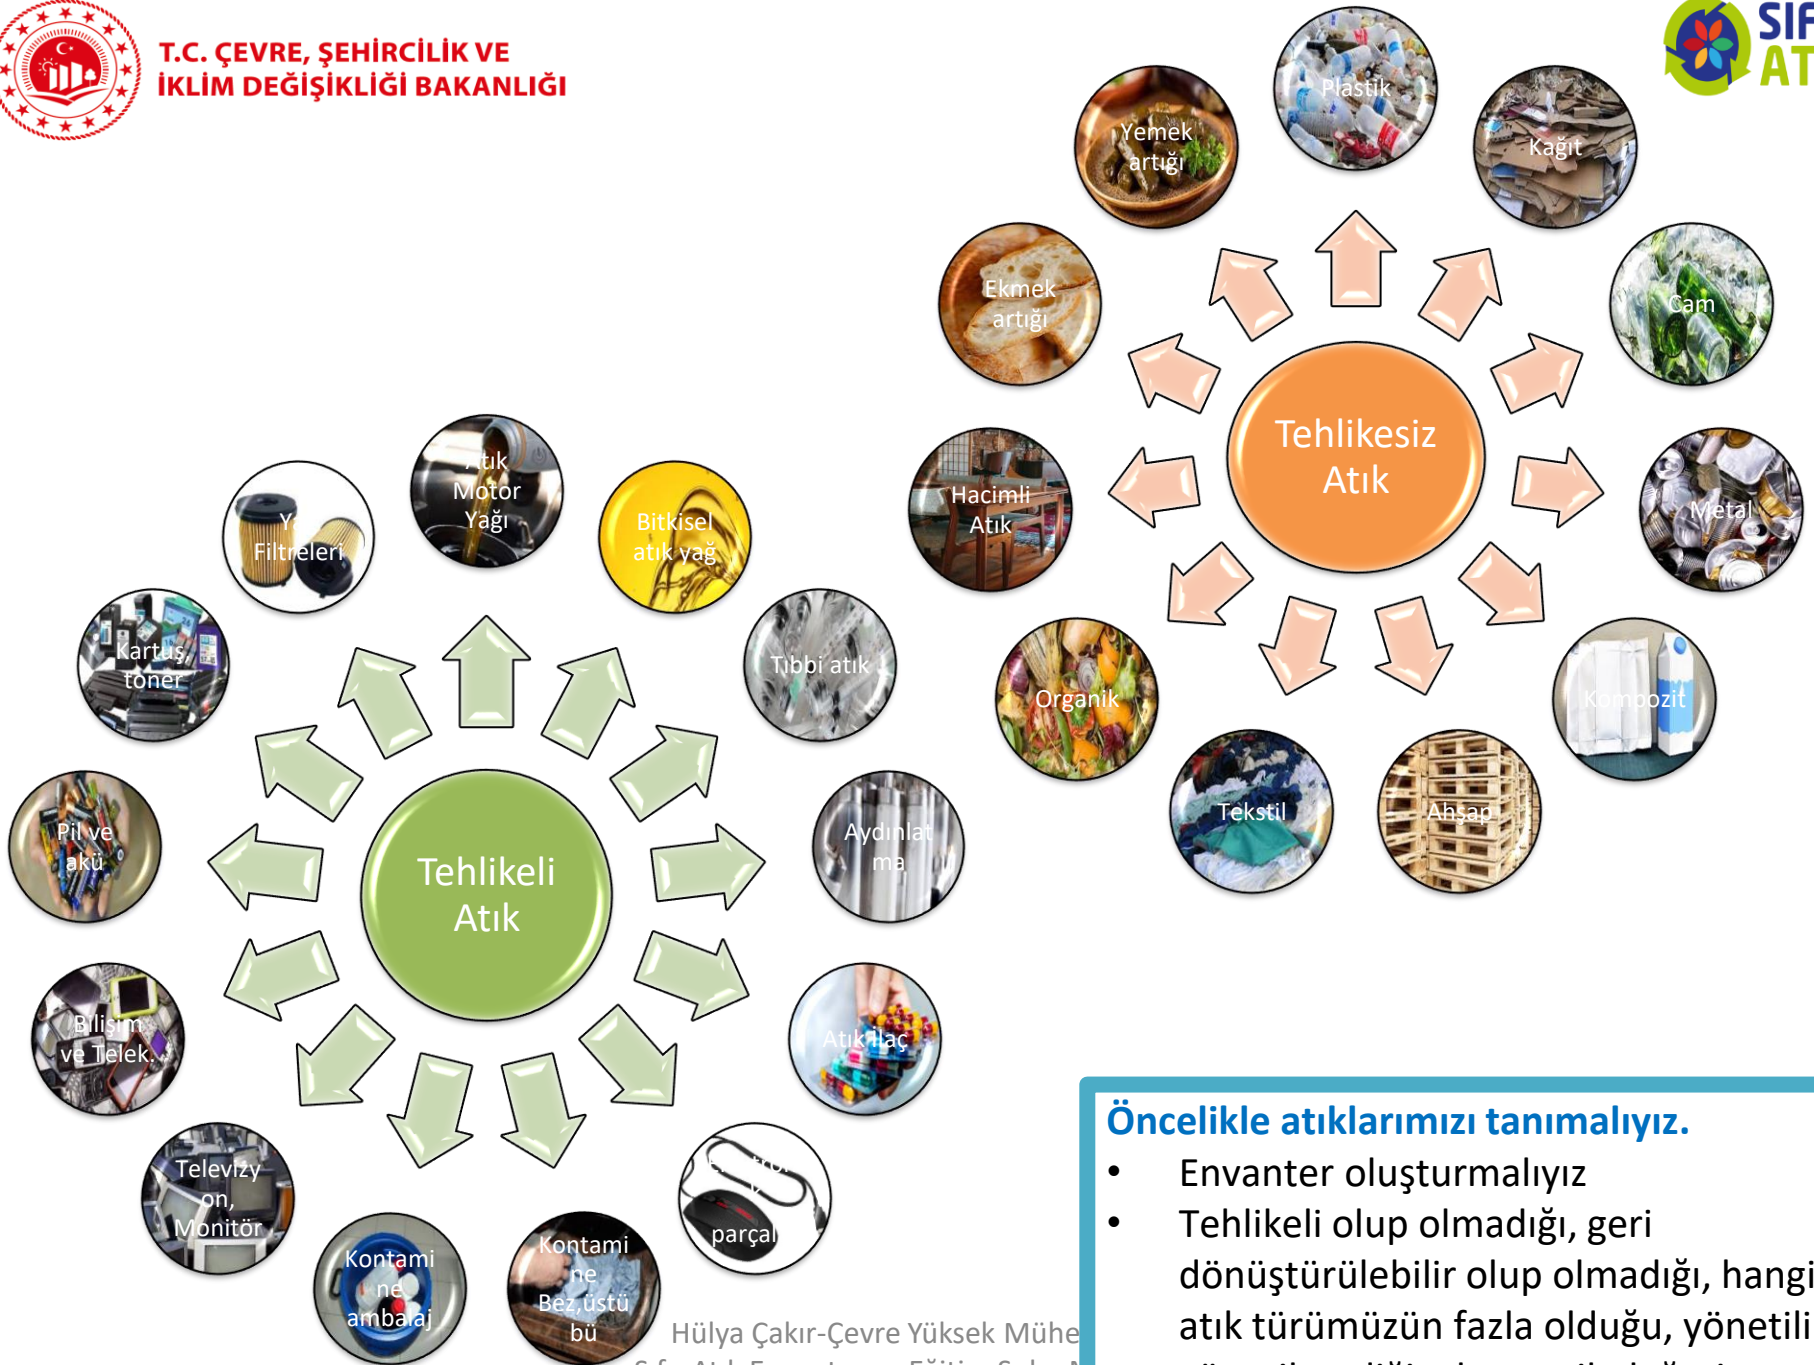 T.C. ÇEVRE, ŞEHİRCİLİK VE
İKLİM DEĞİŞİKLİĞİ BAKANLIĞI
Plastik
Kağıt
Cam
Metal
Kompozit
Ahşap
Tekstil
Organik
Hacimli
Atık
Ekmek
artığı
Yemek
artığı
Tehlikesiz
Atık
Atık
Motor
Yağı
Bitkisel
atık yağ
Tıbbi atık
Aydınlat
ma
Atık İlaç
parçal
Kontami
ne
Bez,üstü
bü
Kontami
ne
ambalaj
Televizy
on,
Monitör
Bilişim
ve Telek.
Pil ve
akü
Kartuş,
toner
Filtreleri
Tehlikeli
Atık
Öncelikle atıklarımızı tanımalıyız.
• Envanter oluşturmalıyız
• Tehlikeli olup olmadığı, geri
dönüştürülebilir olup olmadığı, hangi
atık türümüzün fazla olduğu, yönetili
Hülya Çakır-Çevre Yüksek Mühe